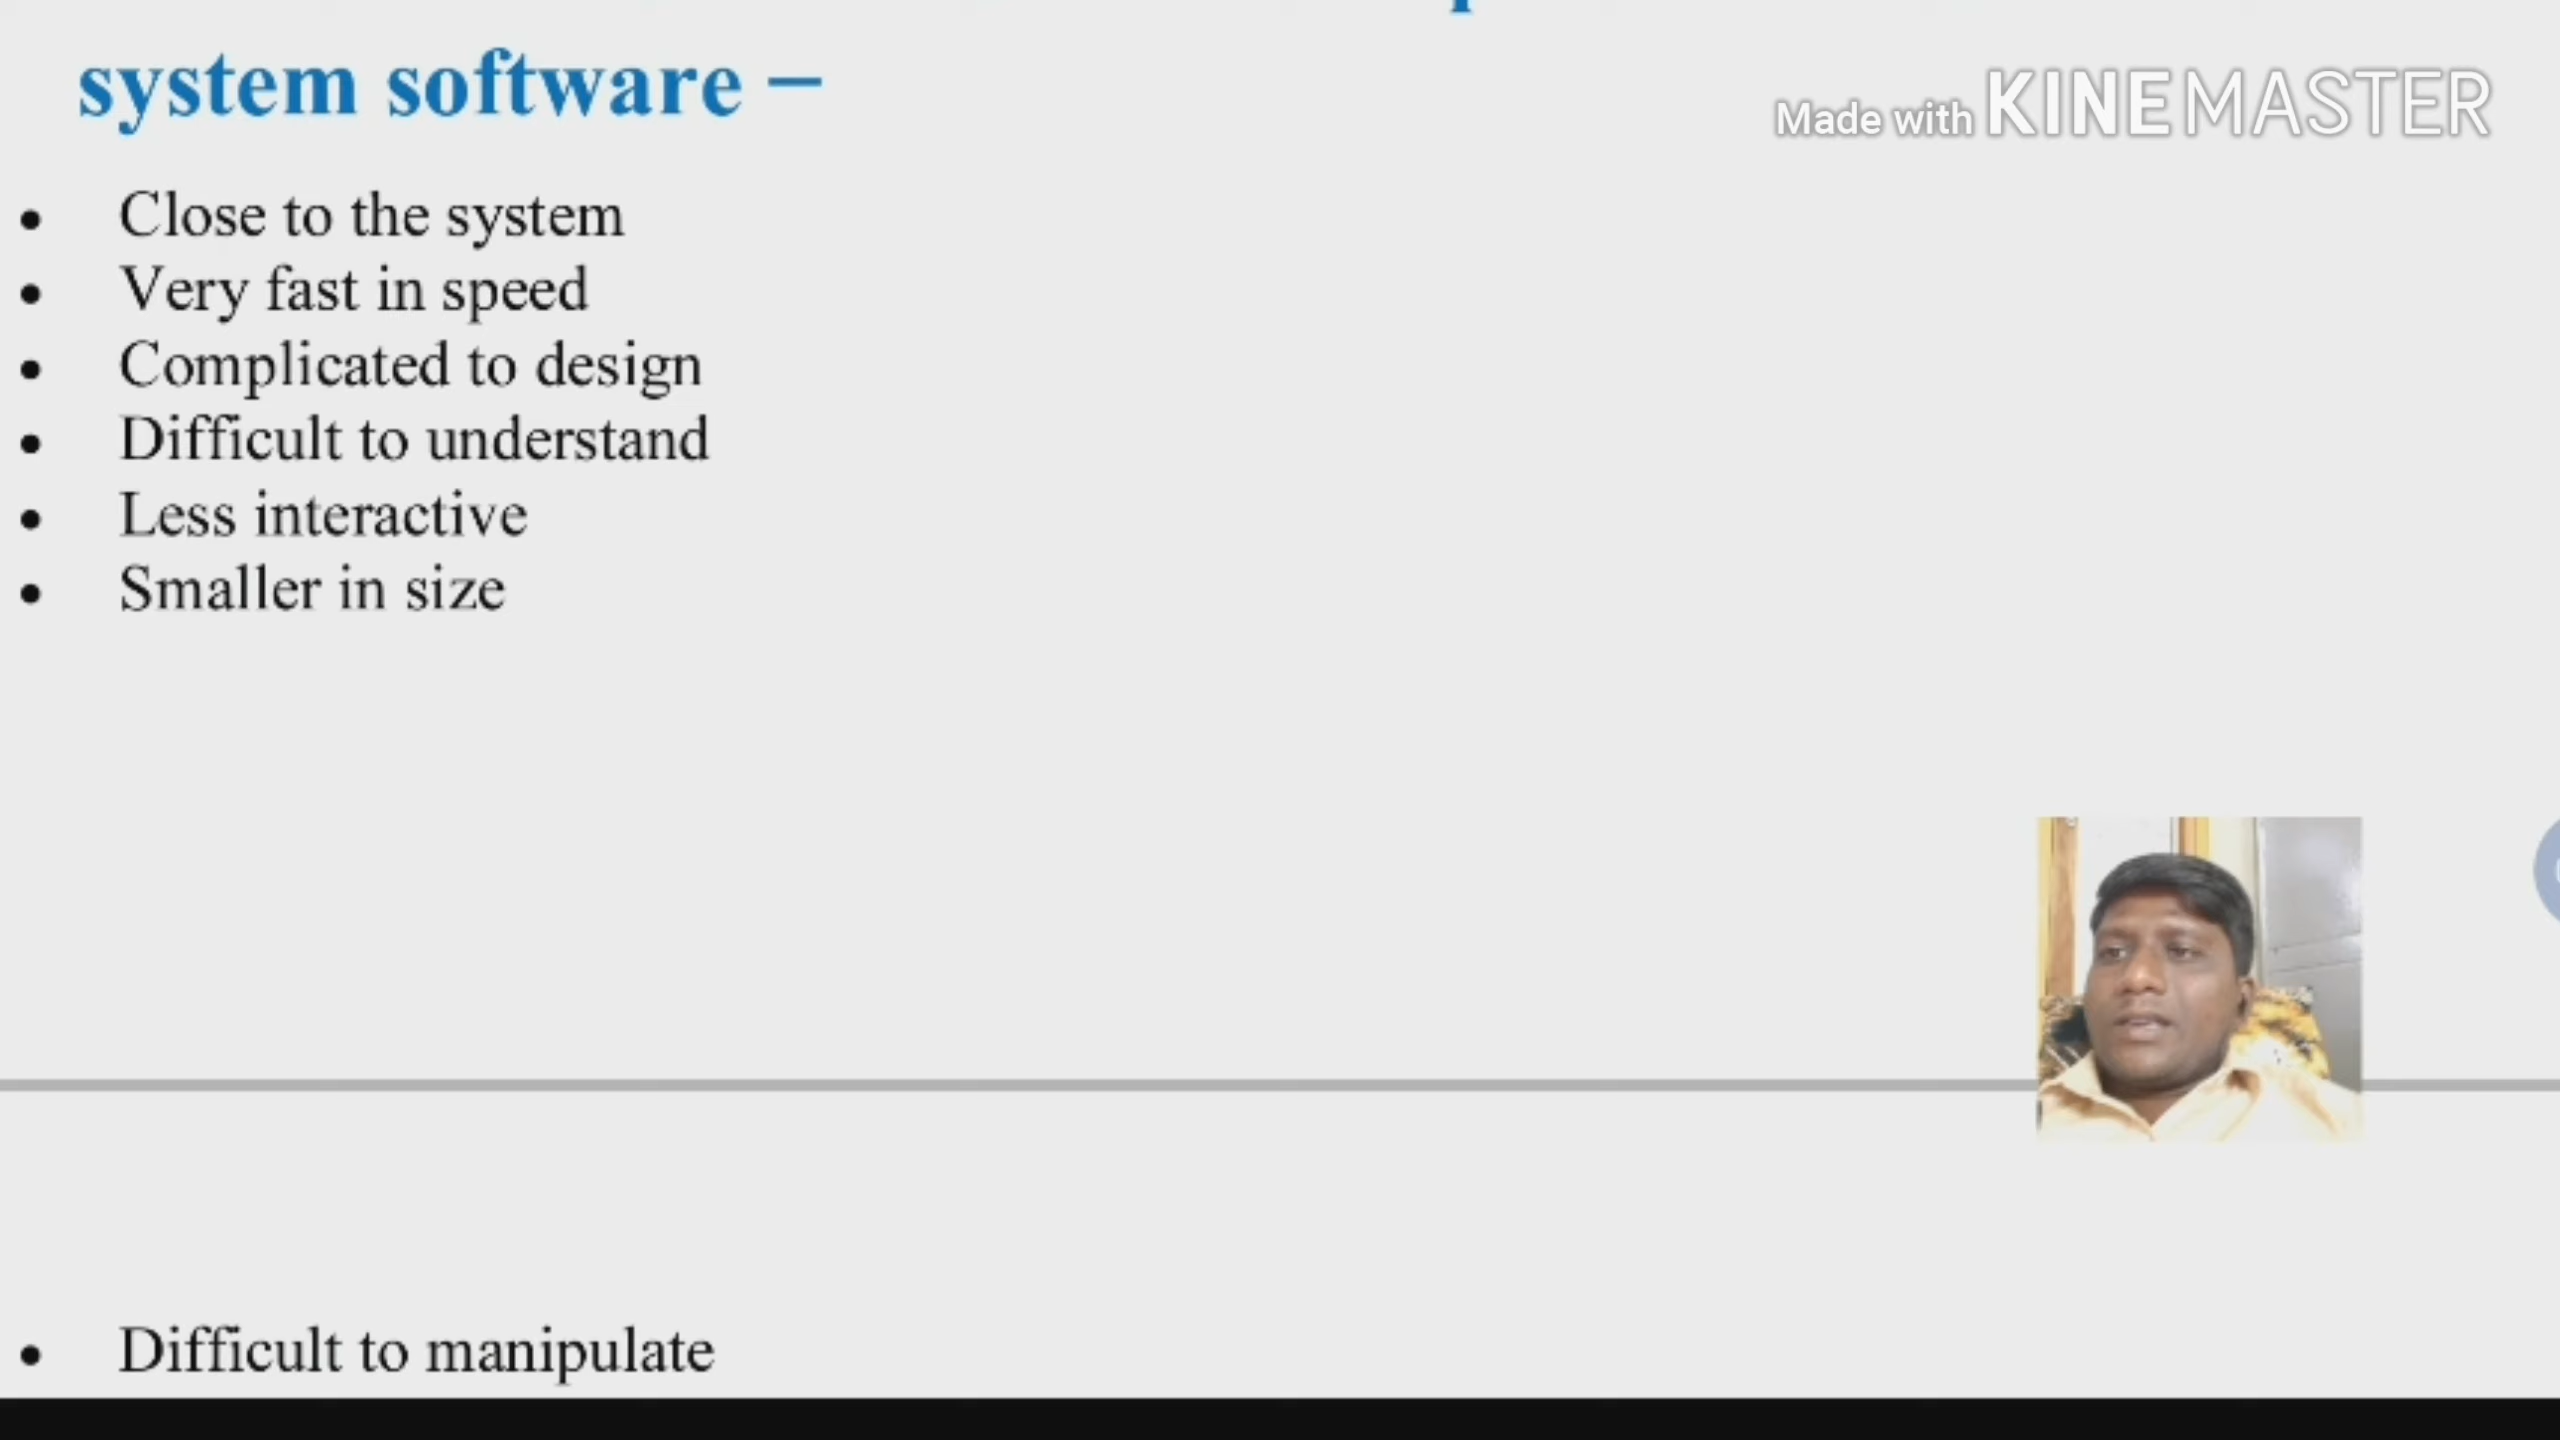 system software –
Made with KINEMASTER
• Close to the system
• Very fast in speed
• Complicated to design
• Difficult to understand
• Less interactive
• Smaller in size
• Difficult to manipulate